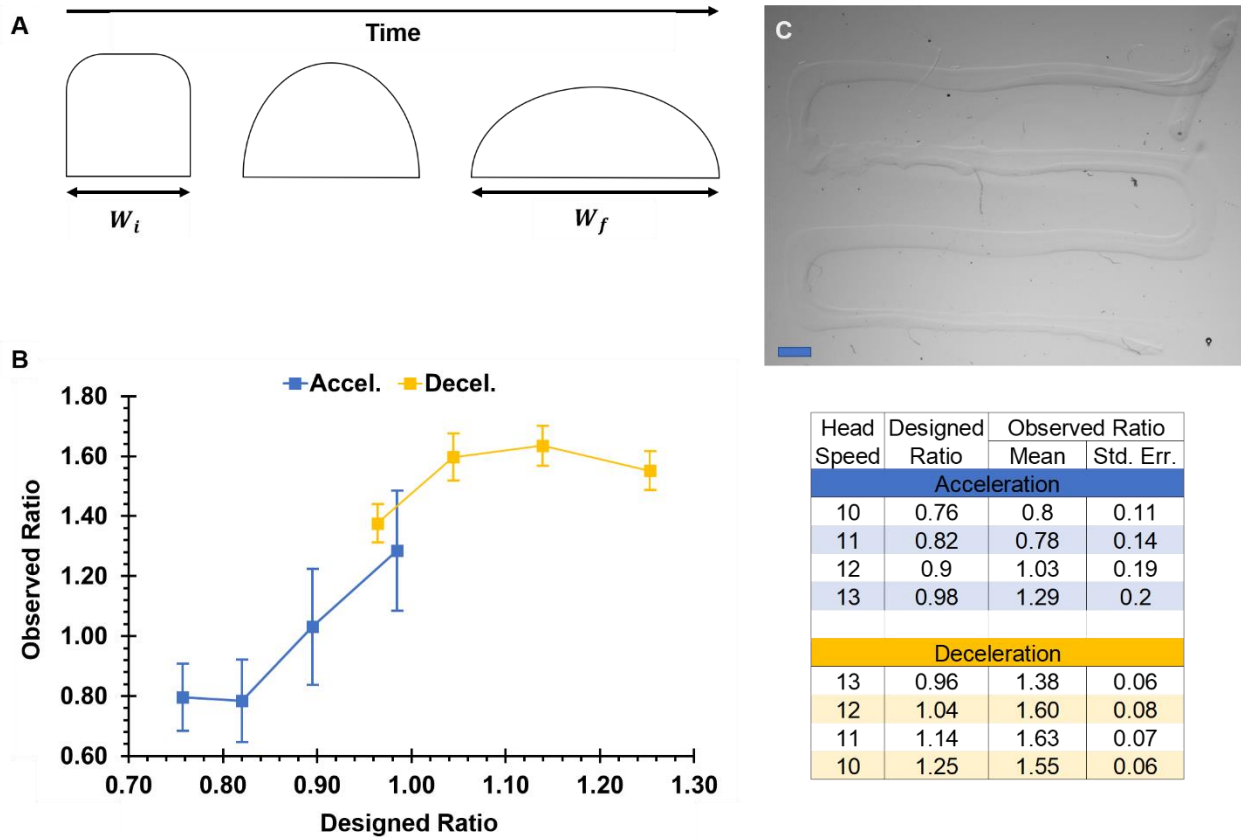 A
Time
W_i
W_f
B
Accel. Decel.
Observed Ratio
1.80
1.60
1.40
1.20
1.00
0.80
0.60
0.70 0.80 0.90 1.00 1.10 1.20 1.30
Designed Ratio
C
Head Speed Designed Ratio Observed Ratio
Mean Std. Err.
Acceleration
10 0.76 0.8 0.11
11 0.82 0.78 0.14
12 0.9 1.03 0.19
13 0.98 1.29 0.2
Deceleration
13 0.96 1.38 0.06
12 1.04 1.60 0.08
11 1.14 1.63 0.07
10 1.25 1.55 0.06